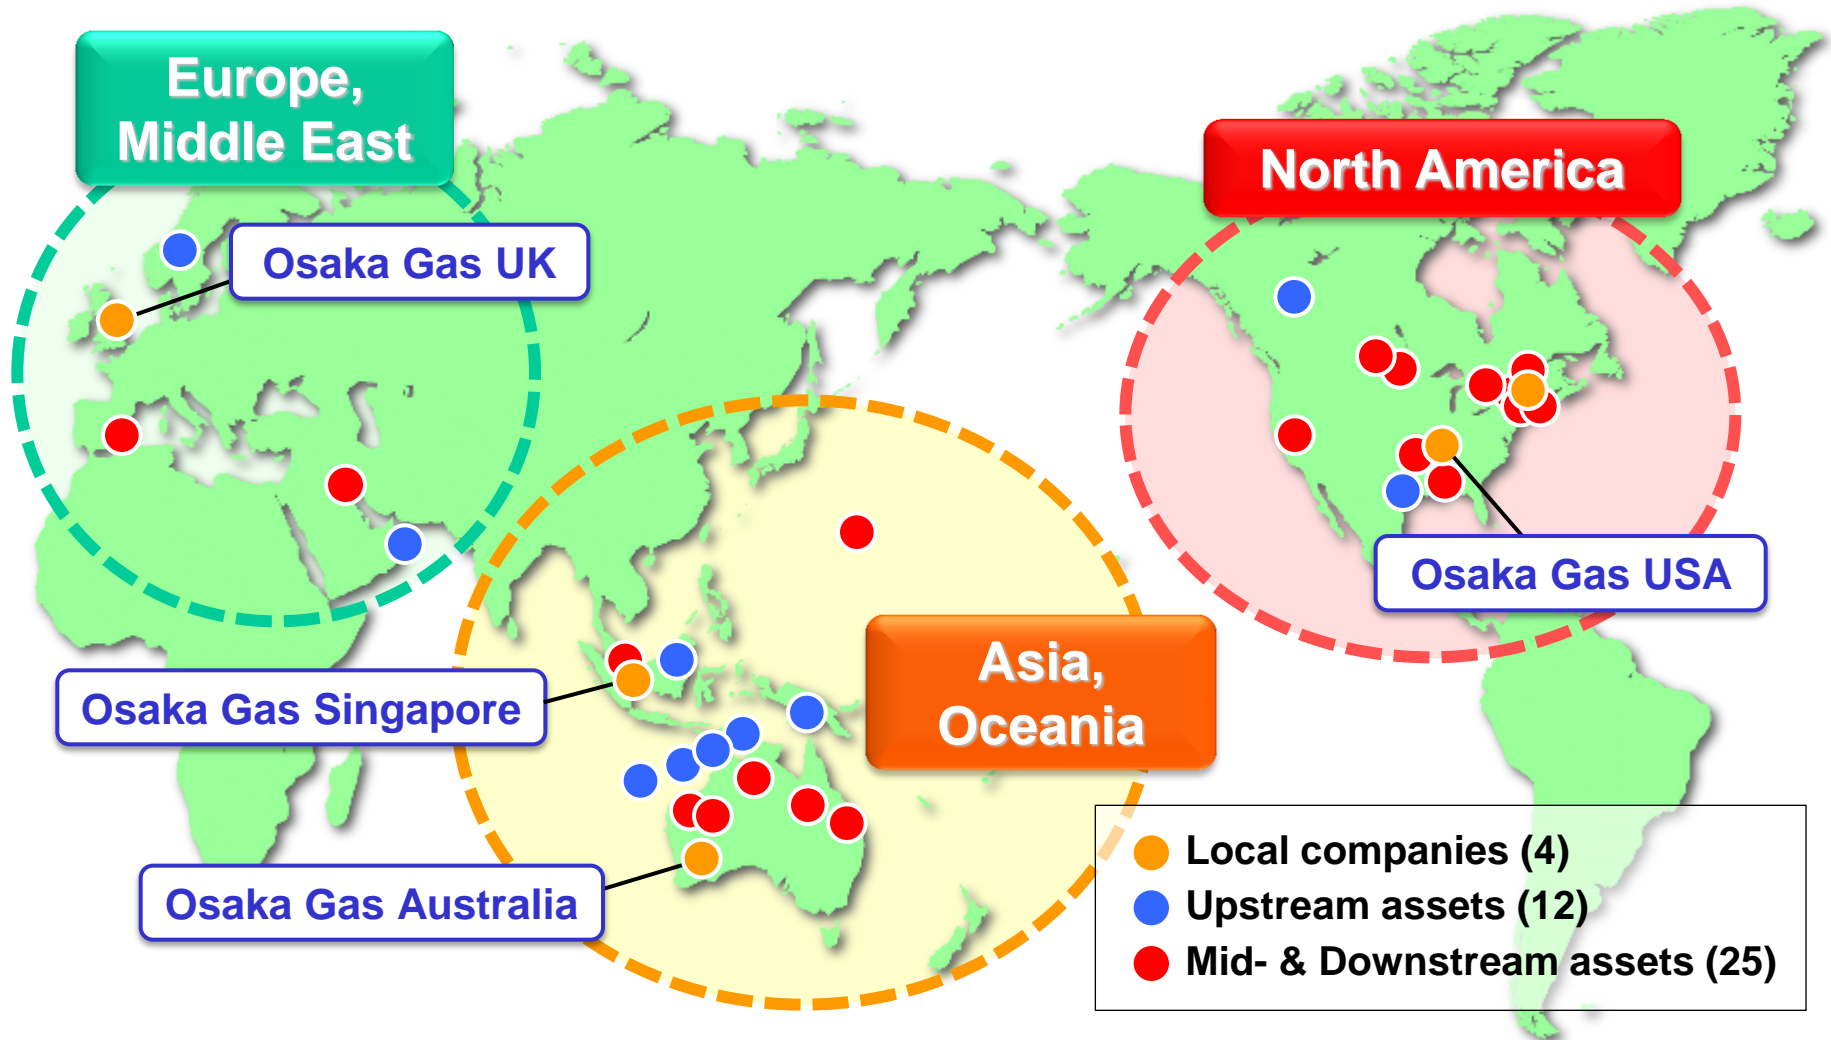 Europe,
Middle East
North America
Osaka Gas UK
Osaka Gas USA
Asia,
Oceania
Osaka Gas Singapore
Osaka Gas Australia
Local companies (4)
Upstream assets (12)
Mid- & Downstream assets (25)